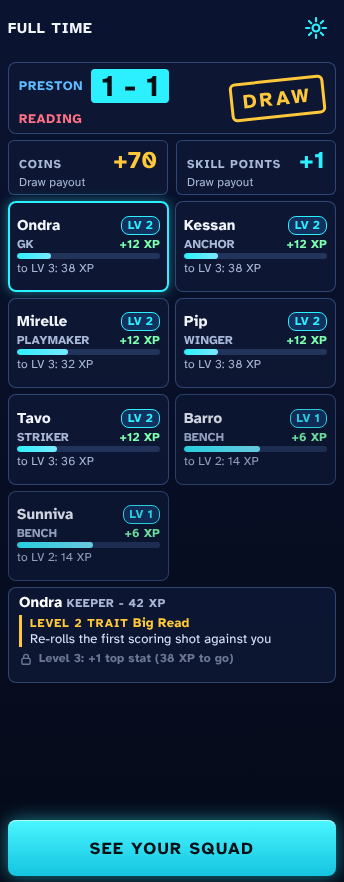 FULL TIME
PRESTON 1 - 1
READING
DRAW
COINS +70
Draw payout
SKILL POINTS +1
Draw payout
Ondra LV 2
GK +12 XP
to LV 3: 38 XP
Kessan LV 2
ANCHOR +12 XP
to LV 3: 38 XP
Mirelle LV 2
PLAYMAKER +12 XP
to LV 3: 32 XP
Pip LV 2
WINGER +12 XP
to LV 3: 38 XP
Tavo LV 2
STRIKER +12 XP
to LV 3: 36 XP
Barro LV 1
BENCH +6 XP
to LV 2: 14 XP
Sunniva LV 1
BENCH +6 XP
to LV 2: 14 XP
Ondra KEEPER - 42 XP
LEVEL 2 TRAIT Big Read
Re-rolls the first scoring shot against you
Level 3: +1 top stat (38 XP to go)
SEE YOUR SQUAD